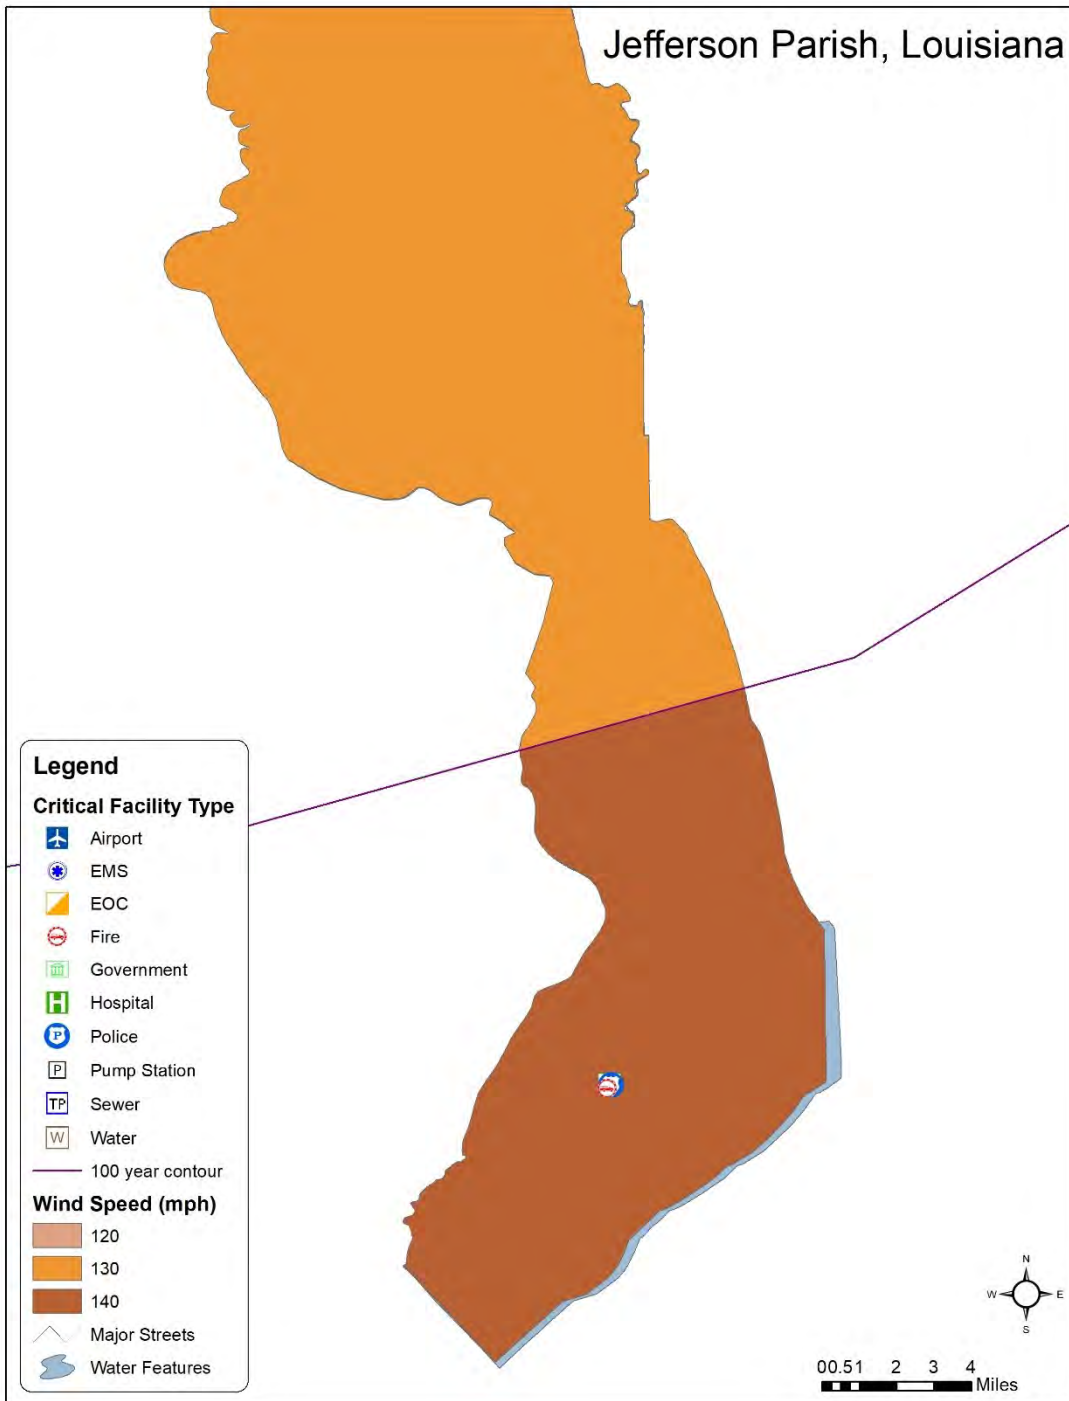 Jefferson Parish, Louisiana
Legend
Critical Facility Type
Airport
EMS
EOC
Fire
Government
H Hospital
P Police
P Pump Station
TP Sewer
W Water
100 year contour
Wind Speed (mph)
120
130
140
Major Streets
Water Features
N
W E
S
00.51 2 3 4
Miles